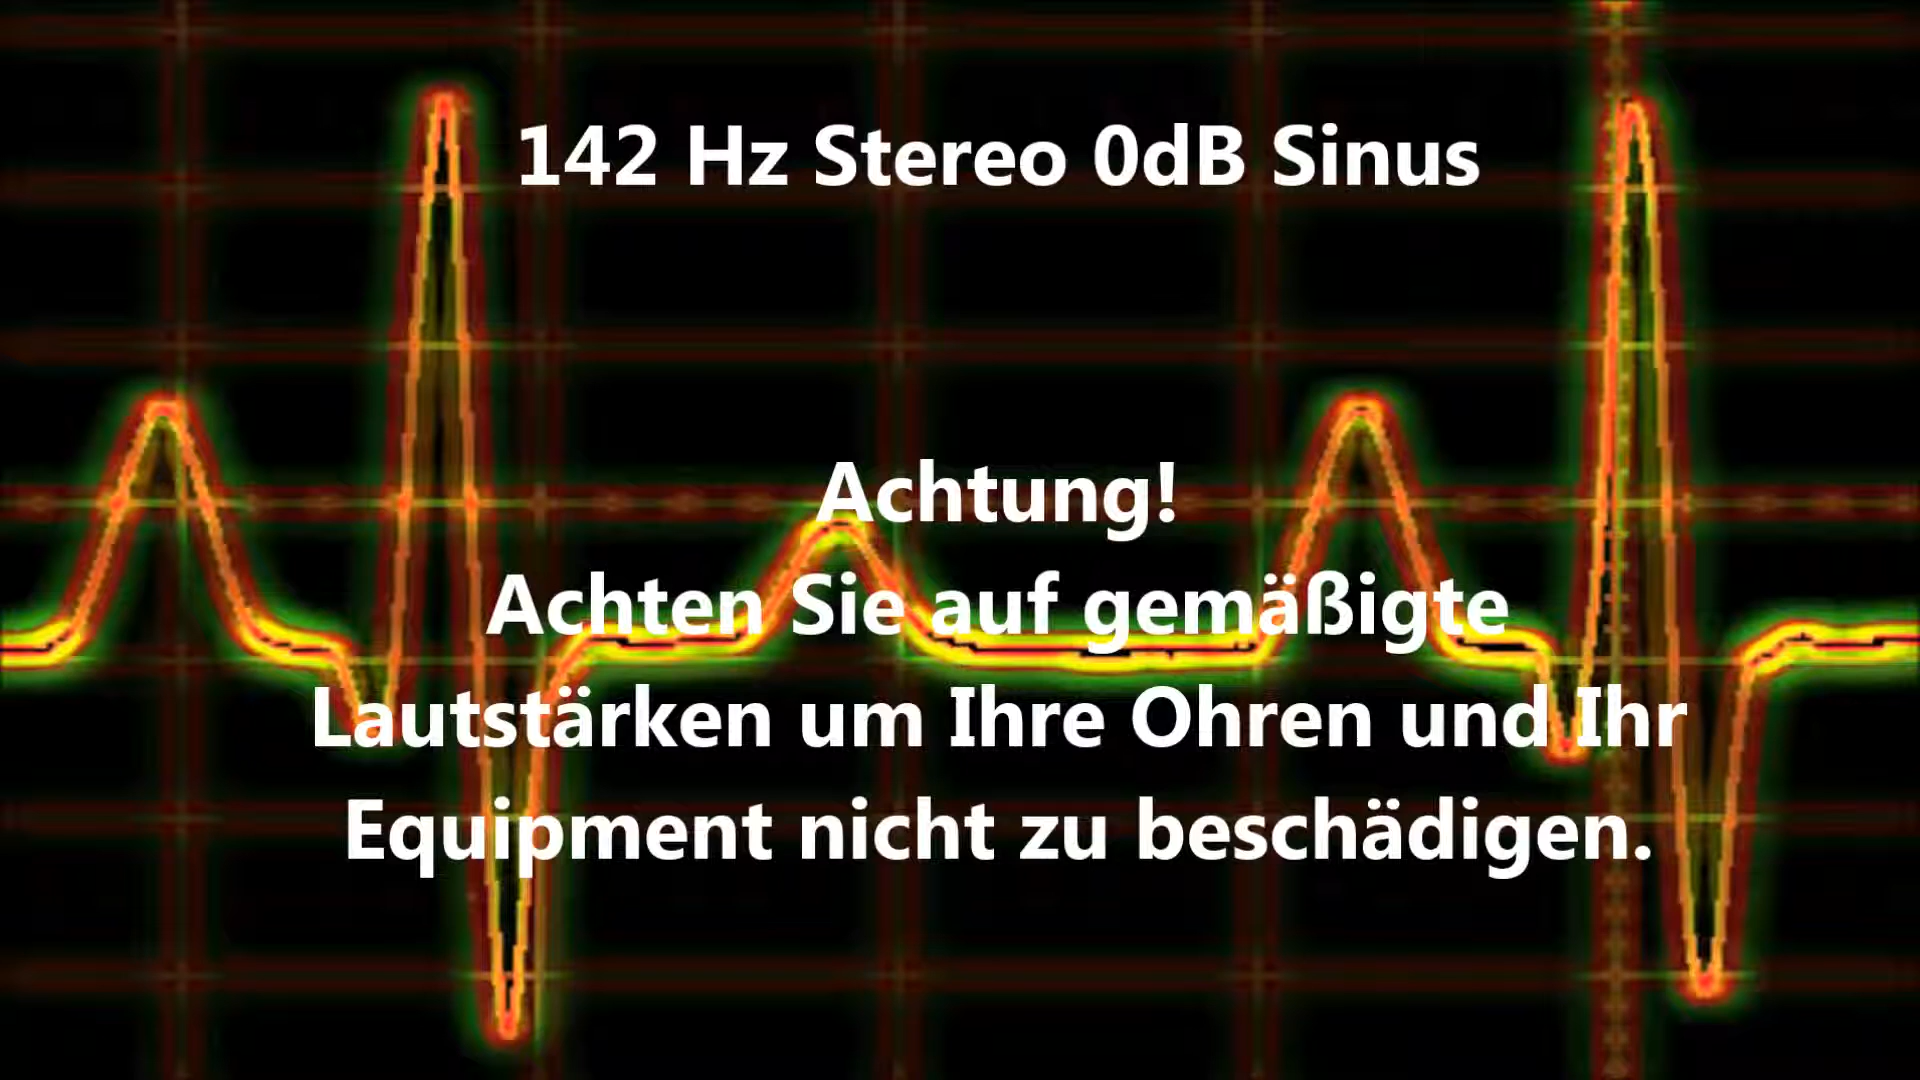 142 Hz Stereo 0dB Sinus
Achtung!
Achten Sie auf gemäßigte
Lautstärken um Ihre Ohren und Ihr
Equipment nicht zu beschädigen.